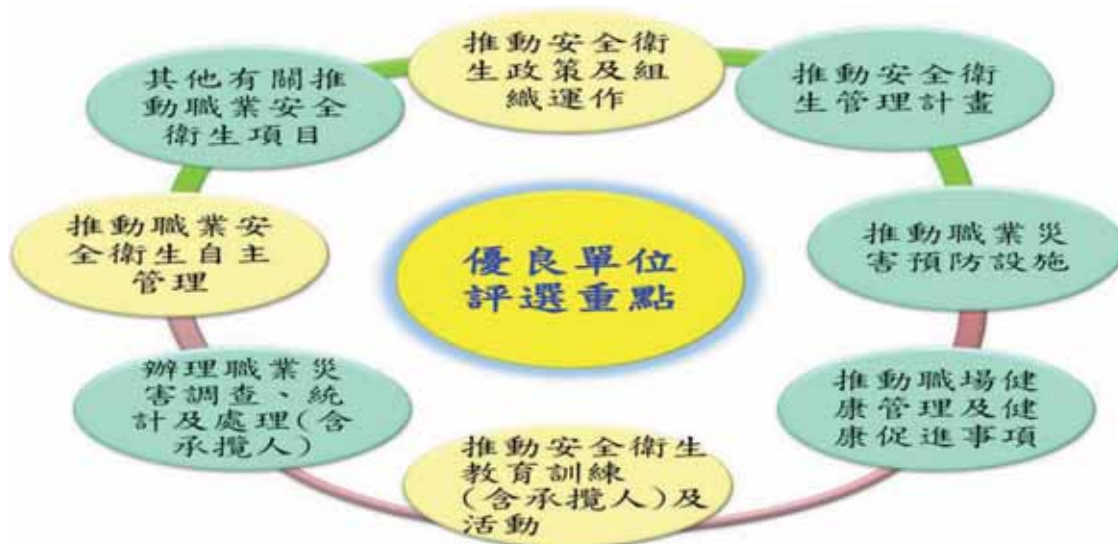 推動安全衛
生政策及組
織運作
推動安全衛
生管理計畫
推動職業災
害預防設施
推動職場健
康管理及健
康促進事項
推動安全衛生
教育訓練
(含承攬人)及
活動
辦理職業災
害調查、統
計及處理(含
承攬人)
推動職業安
全衛生自主
管理
其他有關推
動職業安全
衛生項目
優良單位
評選重點